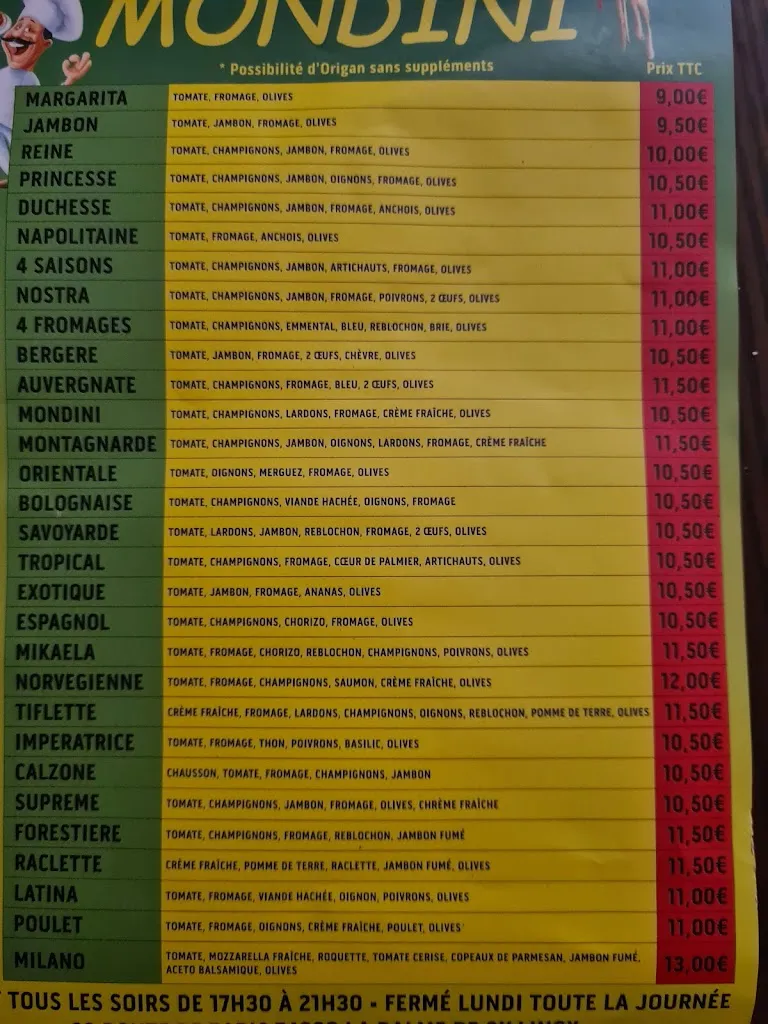 MONDINI
* Possibilité d'Origan sans suppléments Prix TTC
MARGARITA TOMATE, FROMAGE, OLIVES 9,00€
JAMBON TOMATE, JAMBON, FROMAGE, OLIVES 9,50€
REINE TOMATE, CHAMPIGNONS, JAMBON, FROMAGE, OLIVES 10,00€
PRINCESSE TOMATE, CHAMPIGNONS, JAMBON, OIGNONS, FROMAGE, OLIVES 10,50€
DUCHESSE TOMATE, CHAMPIGNONS, JAMBON, FROMAGE, ANCHOIS, OLIVES 11,00€
NAPOLITAINE TOMATE, FROMAGE, ANCHOIS, OLIVES 10,50€
4 SAISONS TOMATE, CHAMPIGNONS, JAMBON, ARTICHAUTS, FROMAGE, OLIVES 11,00€
NOSTRA TOMATE, CHAMPIGNONS, JAMBON, FROMAGE, POIVRONS, 2 ŒUFS, OLIVES 11,00€
4 FROMAGES TOMATE, CHAMPIGNONS, EMMENTAL, BLEU, REBLOCHON, BRIE, OLIVES 11,00€
BERGERE TOMATE, JAMBON, FROMAGE, 2 ŒUFS, CHÈVRE, OLIVES 10,50€
AUVERGNATE TOMATE, CHAMPIGNONS, FROMAGE, BLEU, 2 ŒUFS, OLIVES 11,50€
MONDINI TOMATE, CHAMPIGNONS, LARDONS, FROMAGE, CRÈME FRAÎCHE, OLIVES 10,50€
MONTAGNARDE TOMATE, CHAMPIGNONS, JAMBON, OIGNONS, LARDONS, FROMAGE, CRÈME FRAÎCHE 11,50€
ORIENTALE TOMATE, OIGNONS, MERGUEZ, FROMAGE, OLIVES 10,50€
BOLOGNAISE TOMATE, CHAMPIGNONS, VIANDE HACHÉE, OIGNONS, FROMAGE 10,50€
SAVOYARDE TOMATE, LARDONS, JAMBON, REBLOCHON, FROMAGE, 2 ŒUFS, OLIVES 10,50€
TROPICAL TOMATE, CHAMPIGNONS, FROMAGE, CŒUR DE PALMIER, ARTICHAUTS, OLIVES 10,50€
EXOTIQUE TOMATE, JAMBON, FROMAGE, ANANAS, OLIVES 10,50€
ESPAGNOL TOMATE, CHAMPIGNONS, CHORIZO, FROMAGE, OLIVES 10,50€
MIKAELA TOMATE, FROMAGE, CHORIZO, REBLOCHON, CHAMPIGNONS, POIVRONS, OLIVES 11,50€
NORVEGIENNE TOMATE, FROMAGE, CHAMPIGNONS, SAUMON, CRÈME FRAÎCHE, OLIVES 12,00€
TIFLETTE CRÈME FRAÎCHE, FROMAGE, LARDONS, CHAMPIGNONS, OIGNONS, REBLOCHON, POMME DE TERRE, OLIVES 11,50€
IMPERATRICE TOMATE, FROMAGE, THON, POIVRONS, BASILIC, OLIVES 10,50€
CALZONE CHAUSSON, TOMATE, FROMAGE, CHAMPIGNONS, JAMBON 10,50€
SUPREME TOMATE, CHAMPIGNONS, JAMBON, FROMAGE, OLIVES, CHRÈME FRAÎCHE 10,50€
FORESTIERE TOMATE, CHAMPIGNONS, FROMAGE, REBLOCHON, JAMBON FUMÉ 11,50€
RACLETTE CRÈME FRAÎCHE, POMME DE TERRE, RACLETTE, JAMBON FUMÉ, OLIVES 11,50€
LATINA TOMATE, FROMAGE, VIANDE HACHÉE, OIGNON, POIVRONS, OLIVES 11,00€
POULET TOMATE, FROMAGE, OIGNONS, CRÈME FRAÎCHE, POULET, OLIVES 11,00€
MILANO TOMATE, MOZZARELLA FRAÎCHE, ROQUETTE, TOMATE CERISE, COPEAUX DE PARMESAN, JAMBON FUMÉ, 13,00€
ACETO BALSAMIQUE, OLIVES
TOUS LES SOIRS DE 17H30 À 21H30 - FERMÉ LUNDI TOUTE LA JOURNÉE